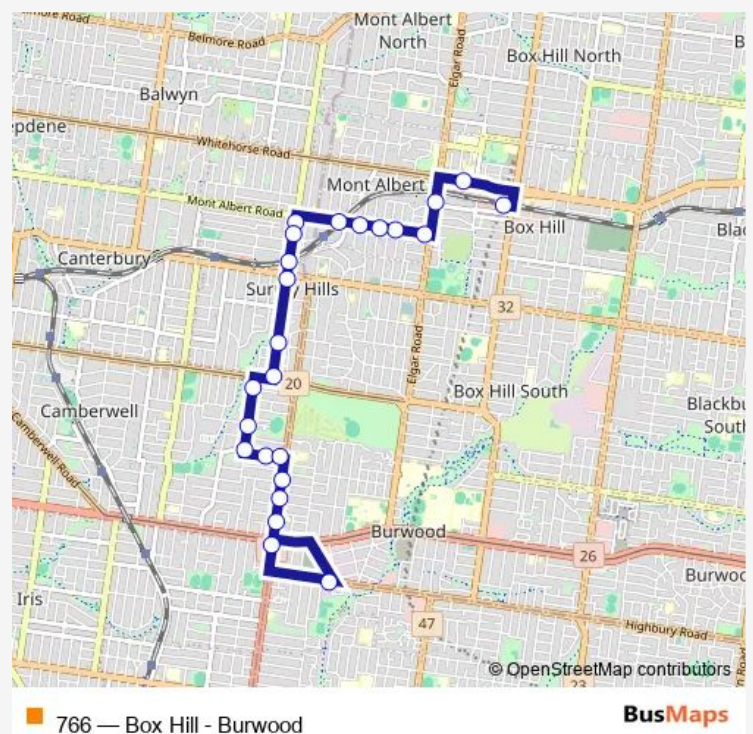 Mont Albert
North
Belmore Road
Elgar Road
Box Hill North
Balwyn
Whitehorse Road
Mont Albert
Mont Albert Road
Box Hill
Canterbury
Hills
32
Elgar Road
20
Box Hill South
Camberwell
Camberwell Road
South
Burwood
26
Iris
47
Highbury Road
© OpenStreetMap contributors
766 — Box Hill - Burwood
BusMaps